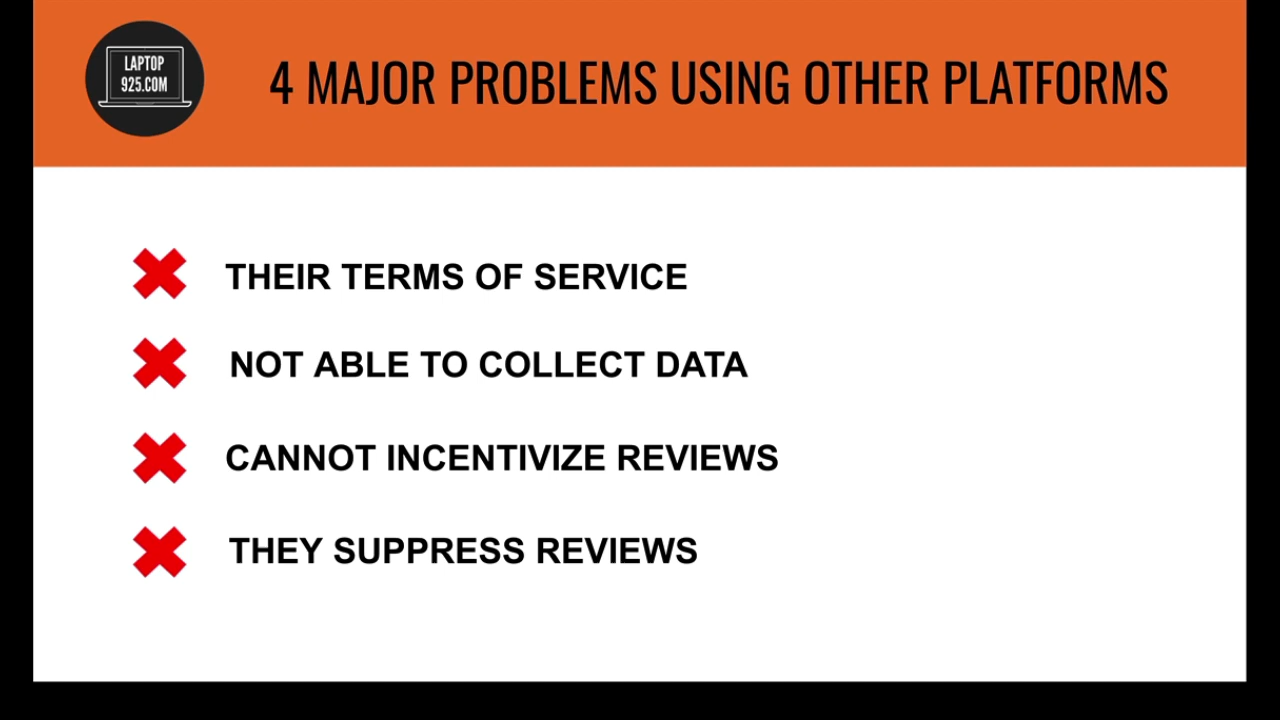 LAPTOP
925.COM
4 MAJOR PROBLEMS USING OTHER PLATFORMS
THEIR TERMS OF SERVICE
NOT ABLE TO COLLECT DATA
CANNOT INCENTIVIZE REVIEWS
THEY SUPPRESS REVIEWS